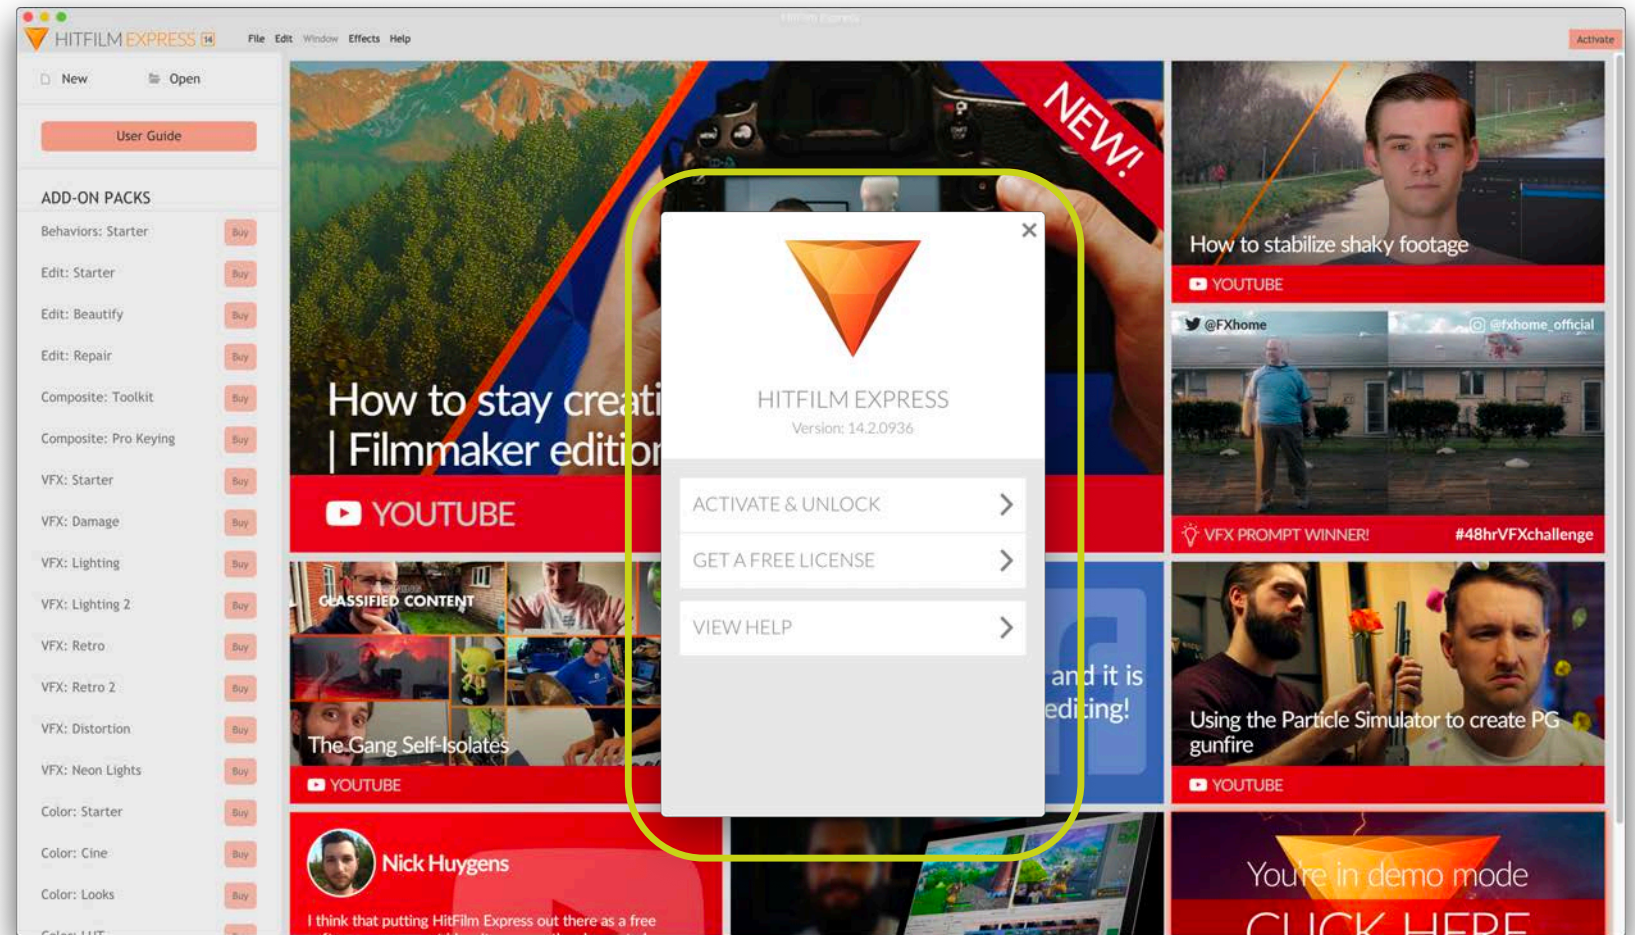 HitFilm Express
HITFILM EXPRESS 14
File Edit Window Effects Help
Activate
New
Open
User Guide
ADD-ON PACKS
Behaviors: Starter Buy
Edit: Starter Buy
Edit: Beautify Buy
Edit: Repair Buy
Composite: Toolkit Buy
Composite: Pro Keying Buy
VFX: Starter Buy
VFX: Damage Buy
VFX: Lighting Buy
VFX: Lighting 2 Buy
VFX: Retro Buy
VFX: Retro 2 Buy
VFX: Distortion Buy
VFX: Neon Lights Buy
Color: Starter Buy
Color: Cine Buy
Color: Looks Buy
NEW!
How to stay creati
| Filmmaker edition
YOUTUBE
How to stabilize shaky footage
YOUTUBE
@FXhome
@fxhome_official
VFX PROMPT WINNER!
#48hrVFXchallenge
CLASSIFIED CONTENT
The Gang Self-Isolates
YOUTUBE
and it is
editing!
Using the Particle Simulator to create PG
gunfire
YOUTUBE
Nick Huygens
I think that putting HitFilm Express out there as a free
You're in demo mode
CLICK HERE
HITFILM EXPRESS
Version: 14.2.0936
ACTIVATE & UNLOCK
GET A FREE LICENSE
VIEW HELP